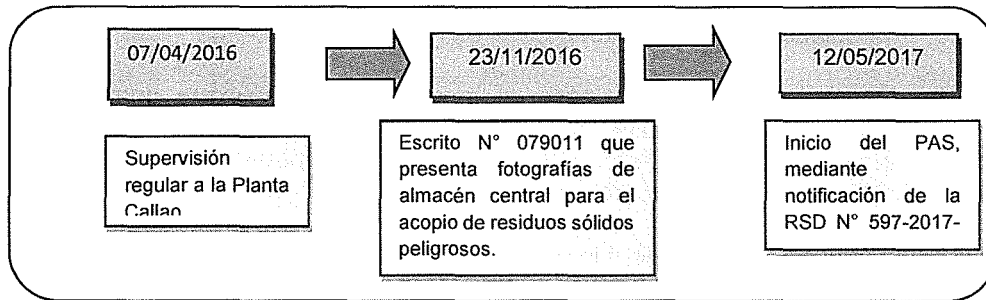 07/04/2016
23/11/2016
12/05/2017
Supervisión
regular a la Planta
Callao
Escrito N° 079011 que
presenta fotografías de
almacén central para el
acopio de residuos sólidos
peligrosos.
Inicio del PAS,
mediante
notificación de la
RSD N° 597-2017-